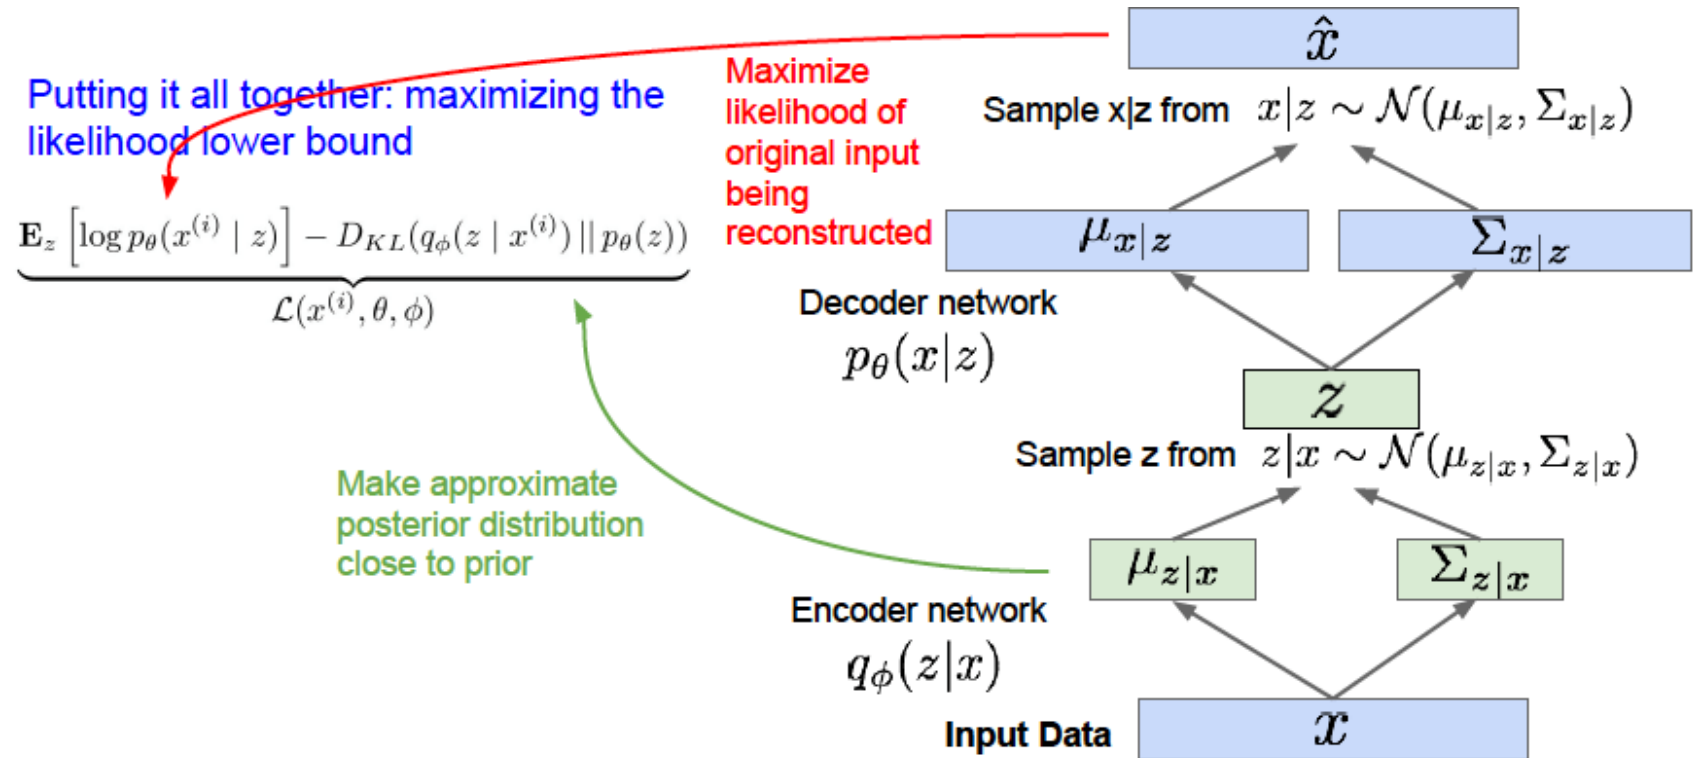 Putting it all together: maximizing the
likelihood lower bound
𝐄_z [log p_θ(x^(i) | z)] − D_KL(q_ϕ(z | x^(i)) || p_θ(z))
ℒ(x^(i), θ, ϕ)
Maximize
likelihood of
original input
being
reconstructed
Make approximate
posterior distribution
close to prior
x̂
Sample x|z from x|z ∼ 𝒩(μ_x|z, Σ_x|z)
μ_x|z
Σ_x|z
Decoder network
p_θ(x|z)
z
Sample z from z|x ∼ 𝒩(μ_z|x, Σ_z|x)
μ_z|x
Σ_z|x
Encoder network
q_ϕ(z|x)
Input Data
x